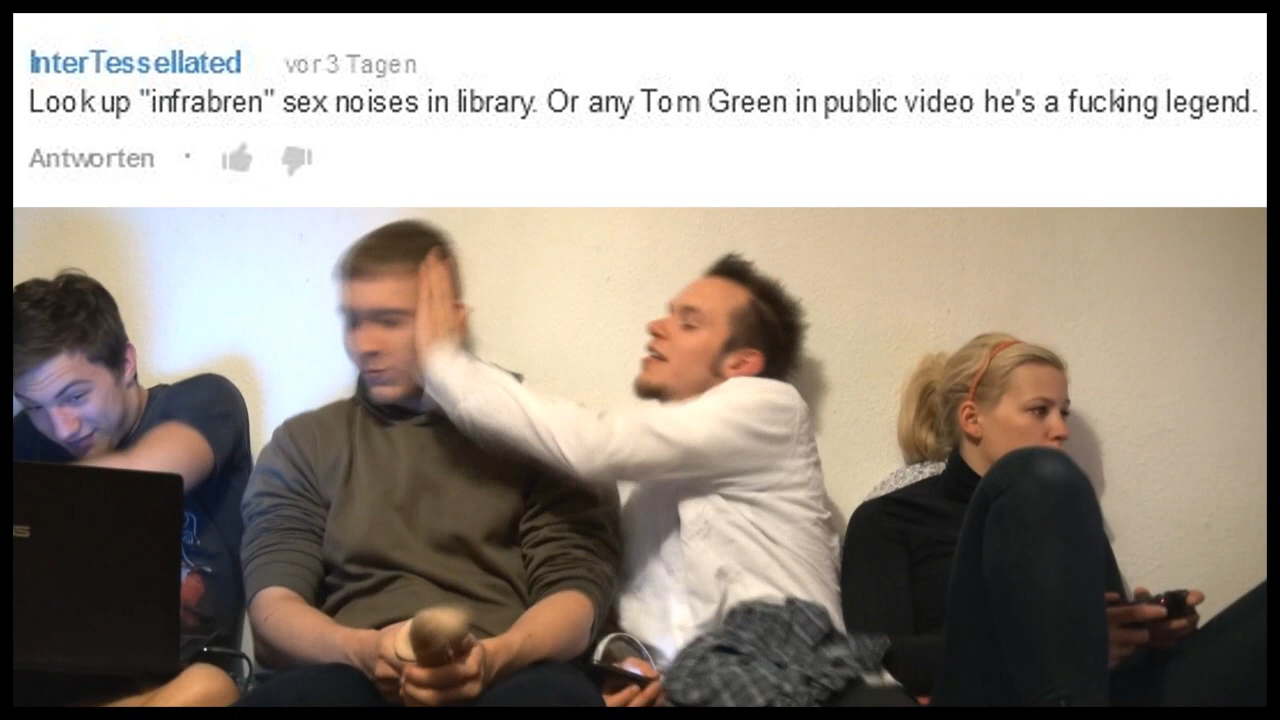 InterTessellated vor 3 Tagen
Look up "infrabren" sex noises in library. Or any Tom Green in public video he's a fucking legend.
Antworten ·